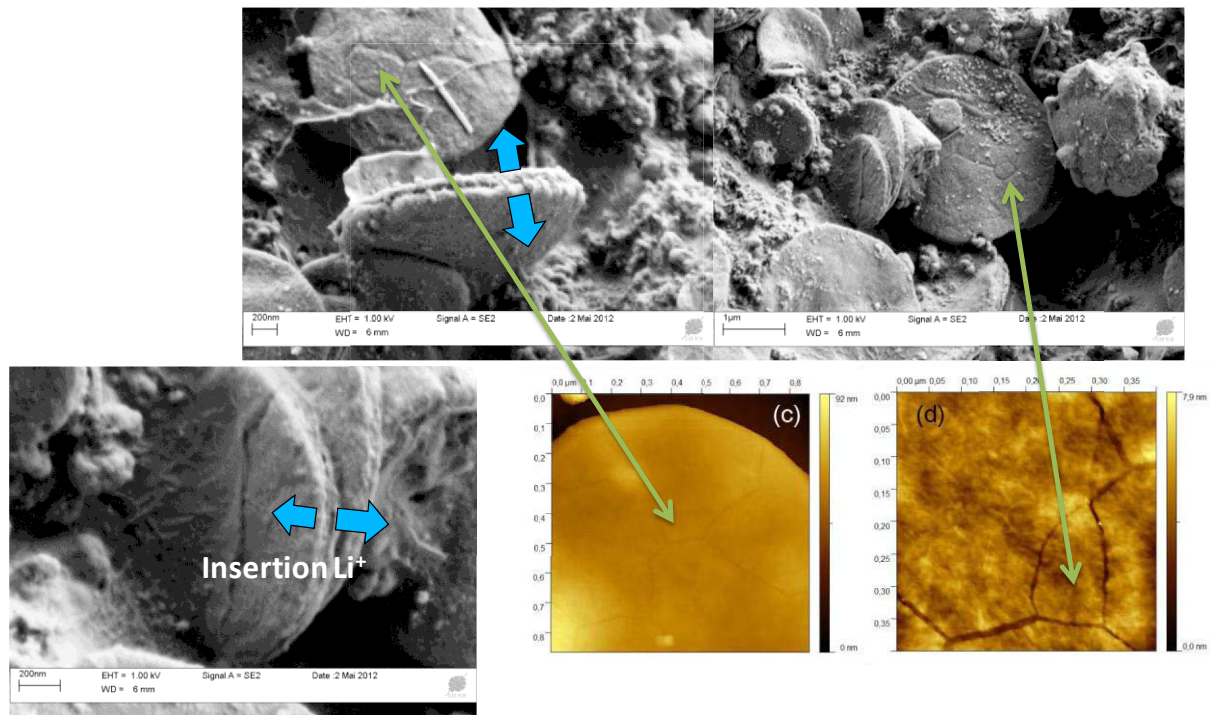 200nm
EHT = 1.00 kV
Signal A = SE2
Date :2 Mai 2012
WD = 6 mm
1µm
EHT = 1.00 kV
Signal A = SE2
Date :2 Mai 2012
WD = 6 mm
Insertion Li⁺
200nm
EHT = 1.00 kV
Signal A = SE2
Date :2 Mai 2012
WD = 6 mm
0,0 µm 0,1 0,2 0,3 0,4 0,5 0,6 0,7
0,0
0,1
0,2
0,3
0,4
0,5
0,6
0,7
0,8
(c)
92 nm
0 nm
0,00 µm 0,05 0,10 0,15 0,20 0,25 0,30 0,35
0,00
0,05
0,10
0,15
0,20
0,25
0,30
0,35
(d)
7,9 nm
0,0 nm